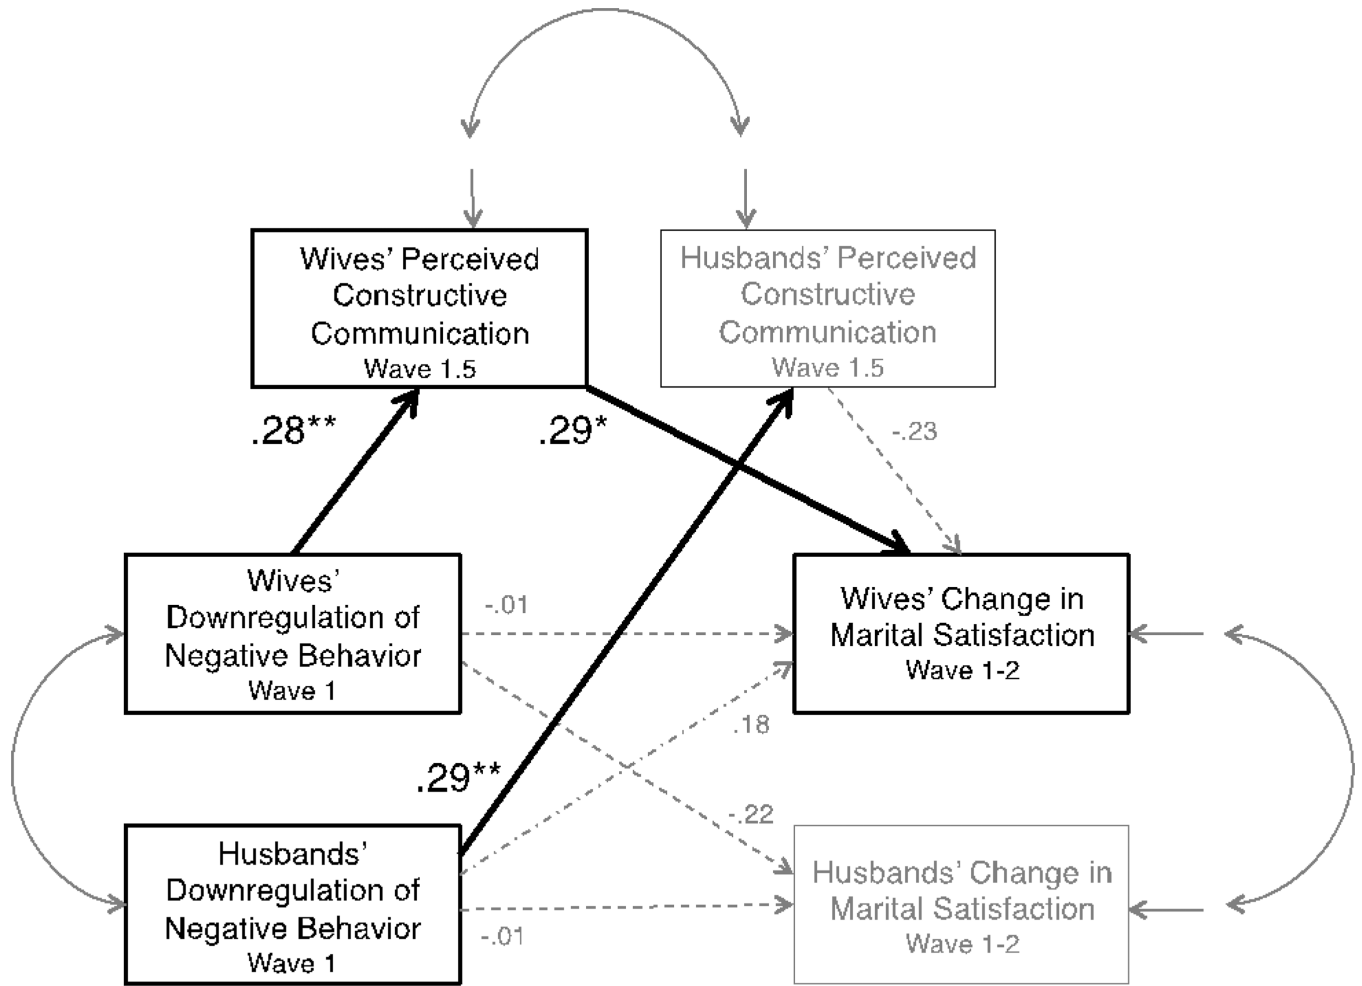 Wives’ Perceived
Constructive
Communication
Wave 1.5
Husbands’ Perceived
Constructive
Communication
Wave 1.5
.28**
.29*
-.23
Wives’
Downregulation of
Negative Behavior
Wave 1
-.01
Wives’ Change in
Marital Satisfaction
Wave 1-2
.18
.29**
-.22
Husbands’
Downregulation of
Negative Behavior
Wave 1
-.01
Husbands’ Change in
Marital Satisfaction
Wave 1-2